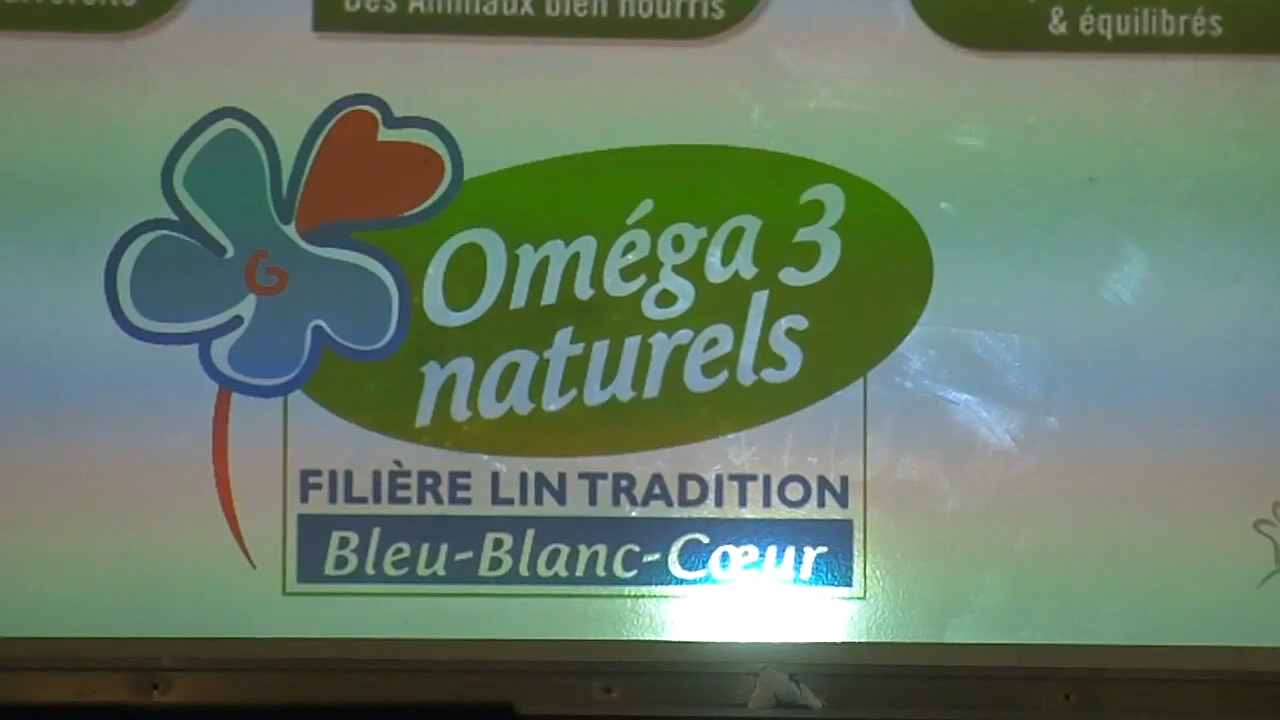 Des Animaux bien nourris
& équilibrés
Oméga 3
naturels
FILIÈRE LIN TRADITION
Bleu-Blanc-Cœur